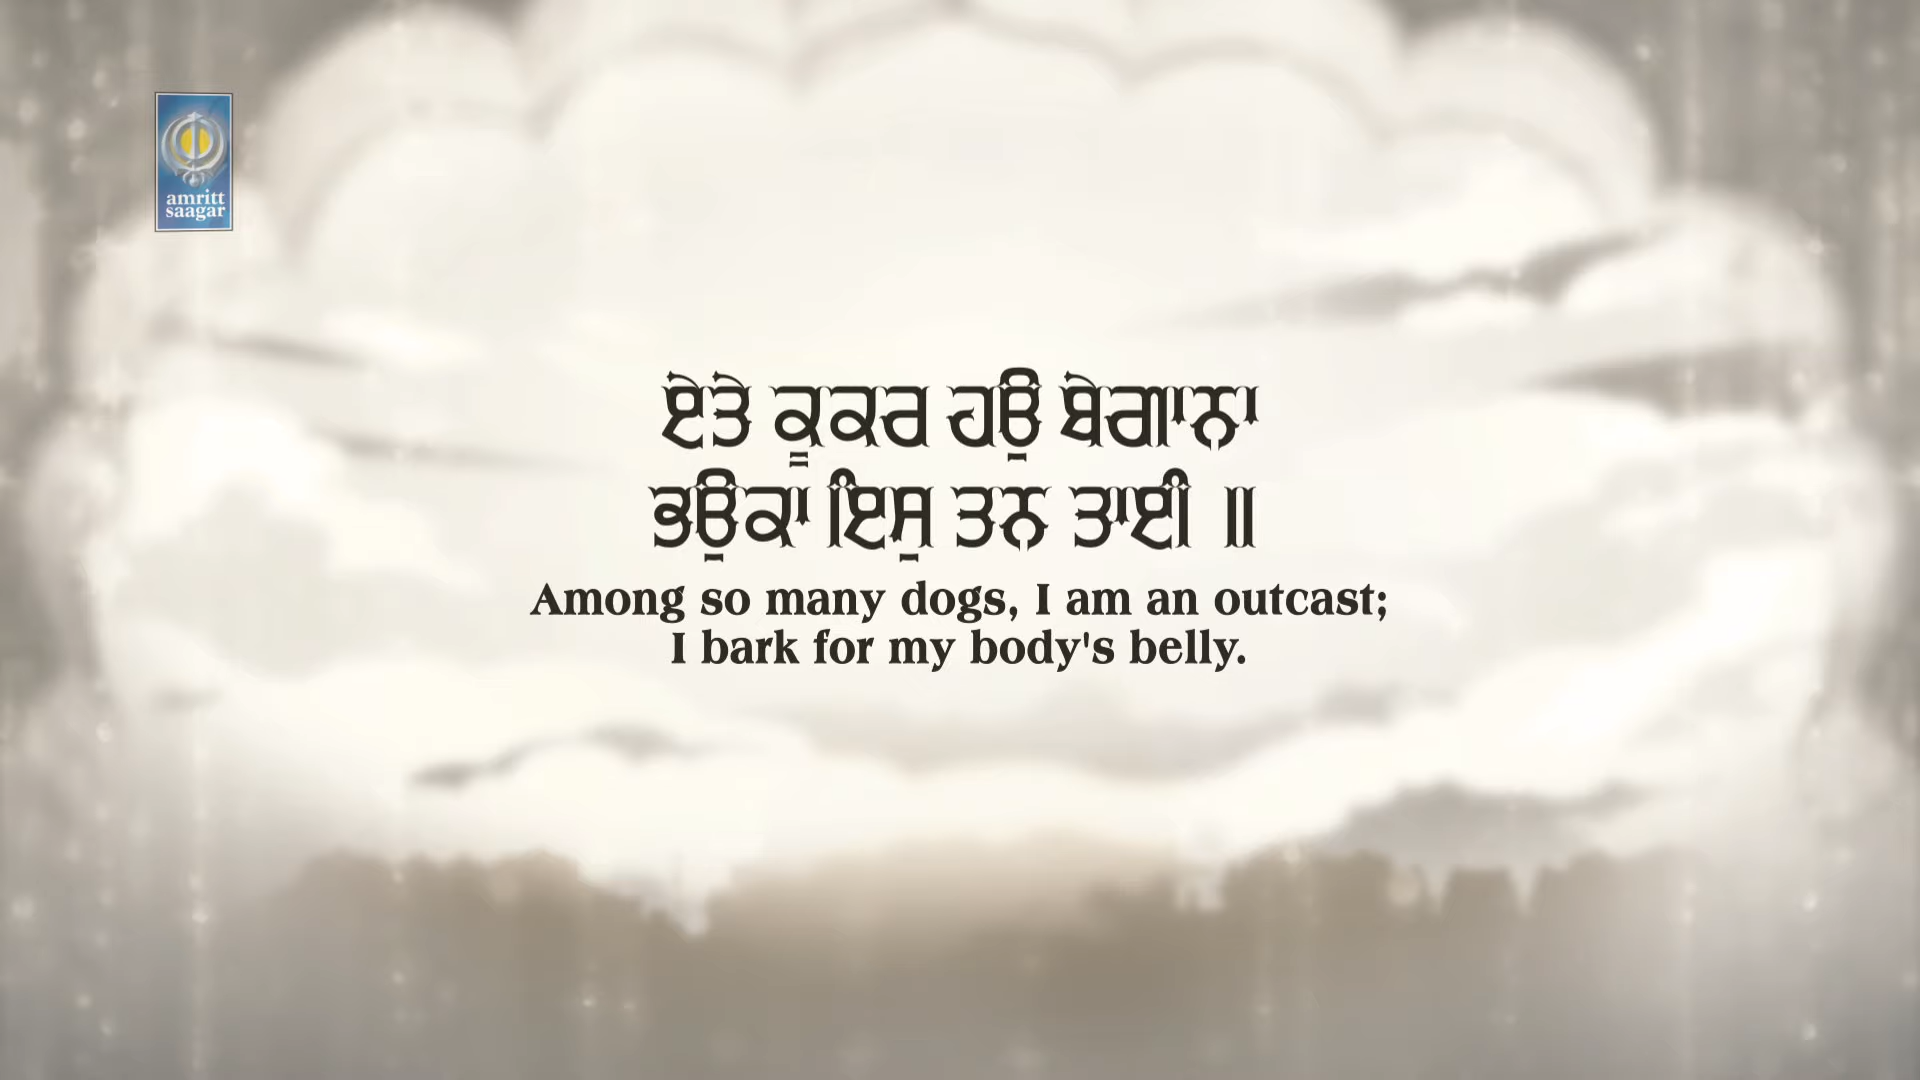 amritt
saagar
ਏਤੇ ਕੂਕਰ ਹਉ ਬੇਗਾਨਾ
ਭਉਕਾ ਇਸੁ ਤਨ ਤਾਈ ॥
Among so many dogs, I am an outcast;
I bark for my body's belly.